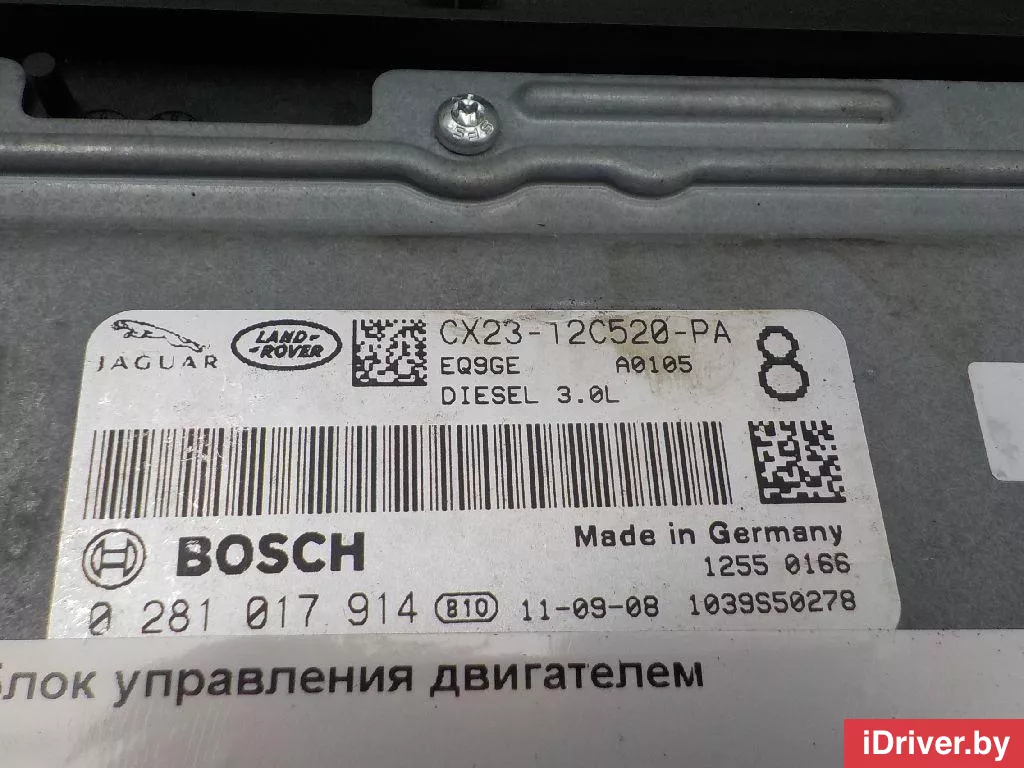 JAGUAR
LAND-
ROVER
CX23-12C520-PA
EQ9GE A0105
DIESEL 3.0L
8
BOSCH
Made in Germany
1255 0166
0 281 017 914 810 11-09-08 1039S50278
Блок управления двигателем
iDriver.by